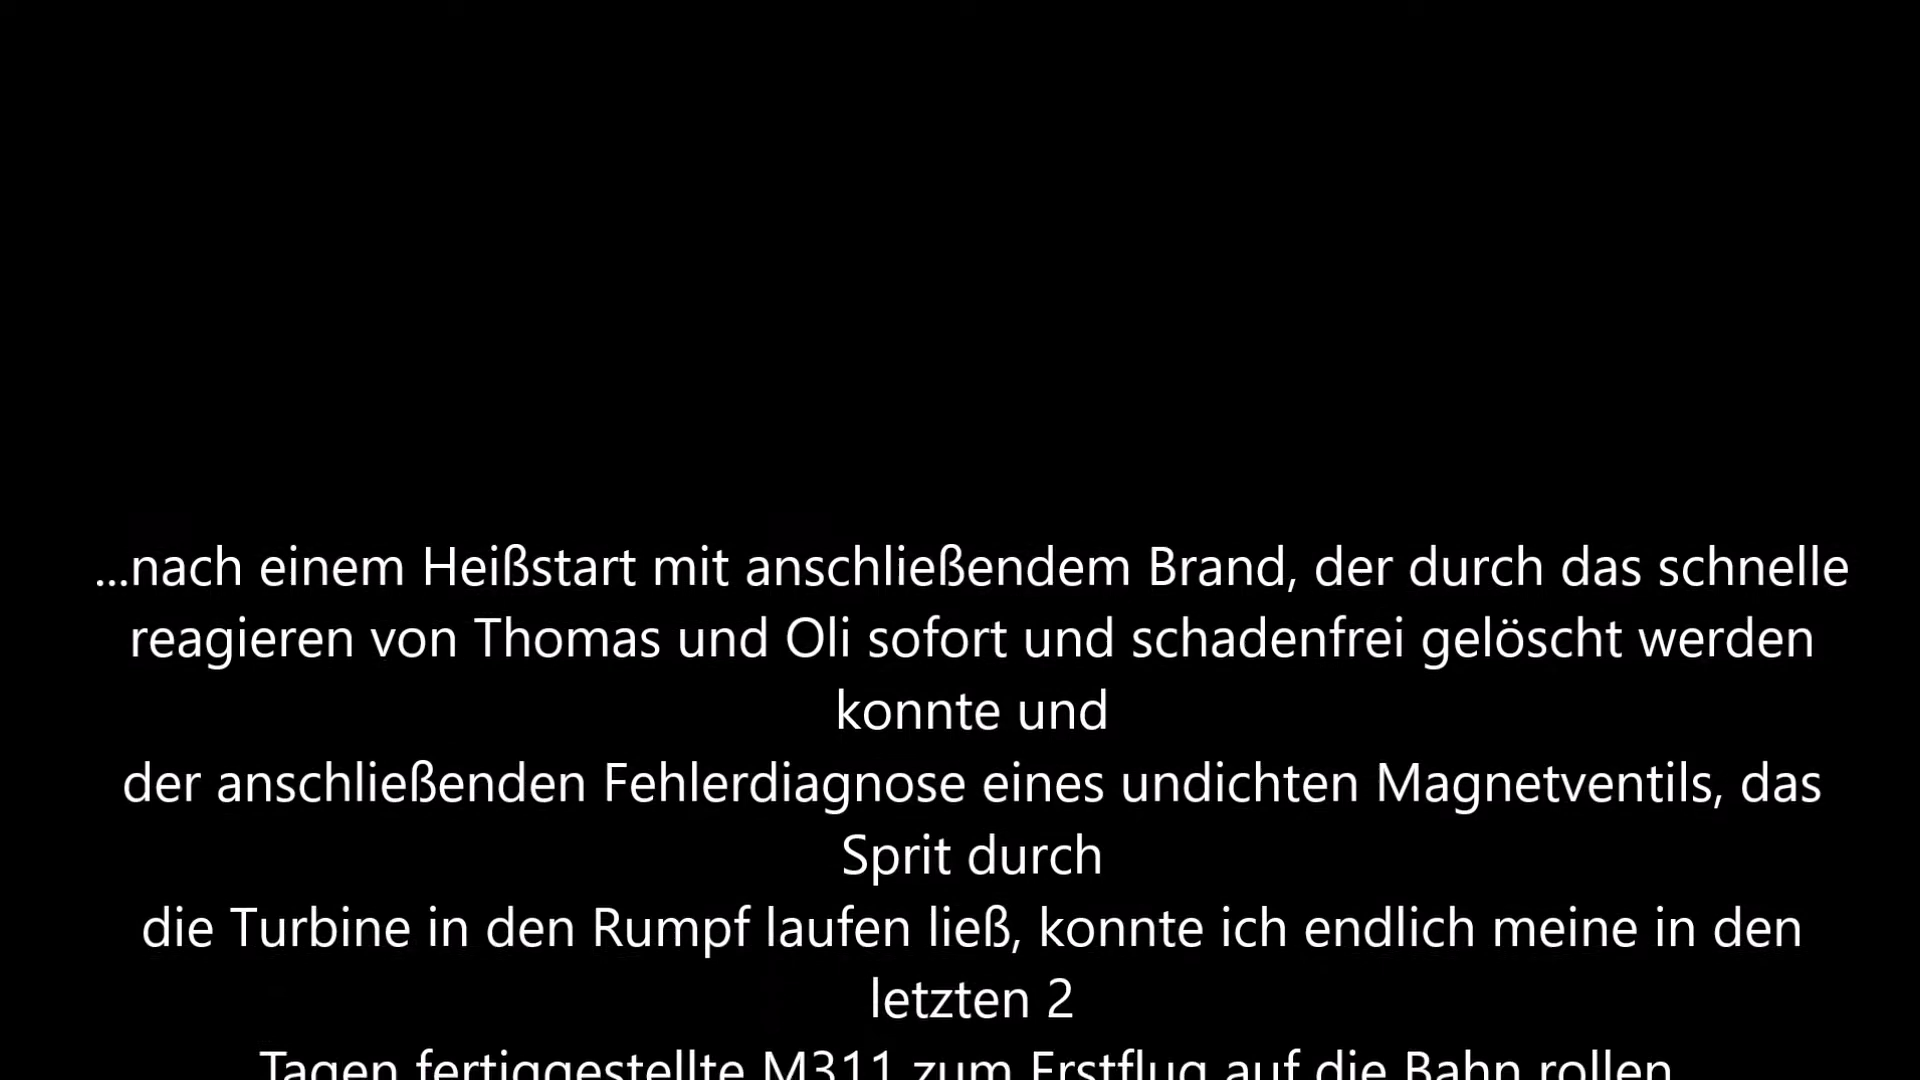 ...nach einem Heißstart mit anschließendem Brand, der durch das schnelle
reagieren von Thomas und Oli sofort und schadenfrei gelöscht werden
konnte und
der anschließenden Fehlerdiagnose eines undichten Magnetventils, das
Sprit durch
die Turbine in den Rumpf laufen ließ, konnte ich endlich meine in den
letzten 2
Tagen fertiggestellte M311 zum Erstflug auf die Bahn rollen